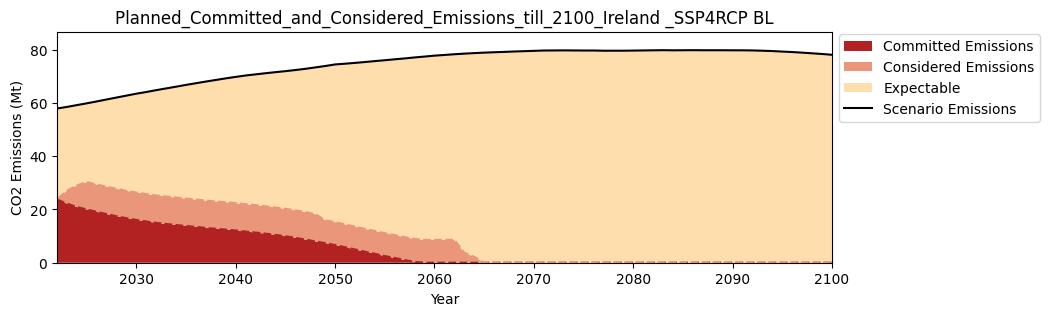 Planned_Committed_and_Considered_Emissions_till_2100_Ireland _SSP4RCP BL
Committed Emissions
Considered Emissions
Expectable
Scenario Emissions
CO2 Emissions (Mt)
80
60
40
20
0
2030 2040 2050 2060 2070 2080 2090 2100
Year